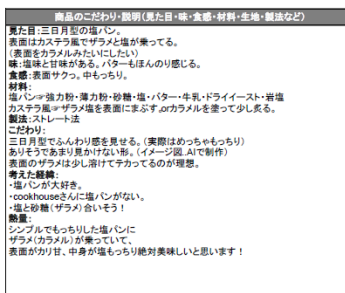 商品のこだわり・説明(見た目・味・食感・材料・生地・製法など)
見た目:三日月型の塩パン。
表面はカステラ風でザラメと塩が乗ってる。
(表面をカラメルみたいにしたい)
味:塩味と甘味がある。バターもほんのり感じる。
食感:表面サクっ。中もっちり。
材料:
塩パン☞強力粉・薄力粉・砂糖・塩・バター・牛乳・ドライイースト・岩塩
カステラ風☞ザラメ塩を表面にまぶす。orカラメルを塗って少し炙る。
製法:ストレート法
こだわり:
三日月型でふんわり感を見せる。(実際はめっちゃもっちり)
ありそうであまり見かけない形。(イメージ図 AIで制作)
表面のザラメは少し溶けてテカってるのが理想。
考えた経緯:
・塩パンが大好き。
・cookhouseさんに塩パンがない。
・塩と砂糖(ザラメ)合いそう!
熱量:
シンプルでもっちりした塩パンに
ザラメ(カラメル)が乗っていて、
表面がカリ甘、中身が塩もっちり絶対美味しいと思います!